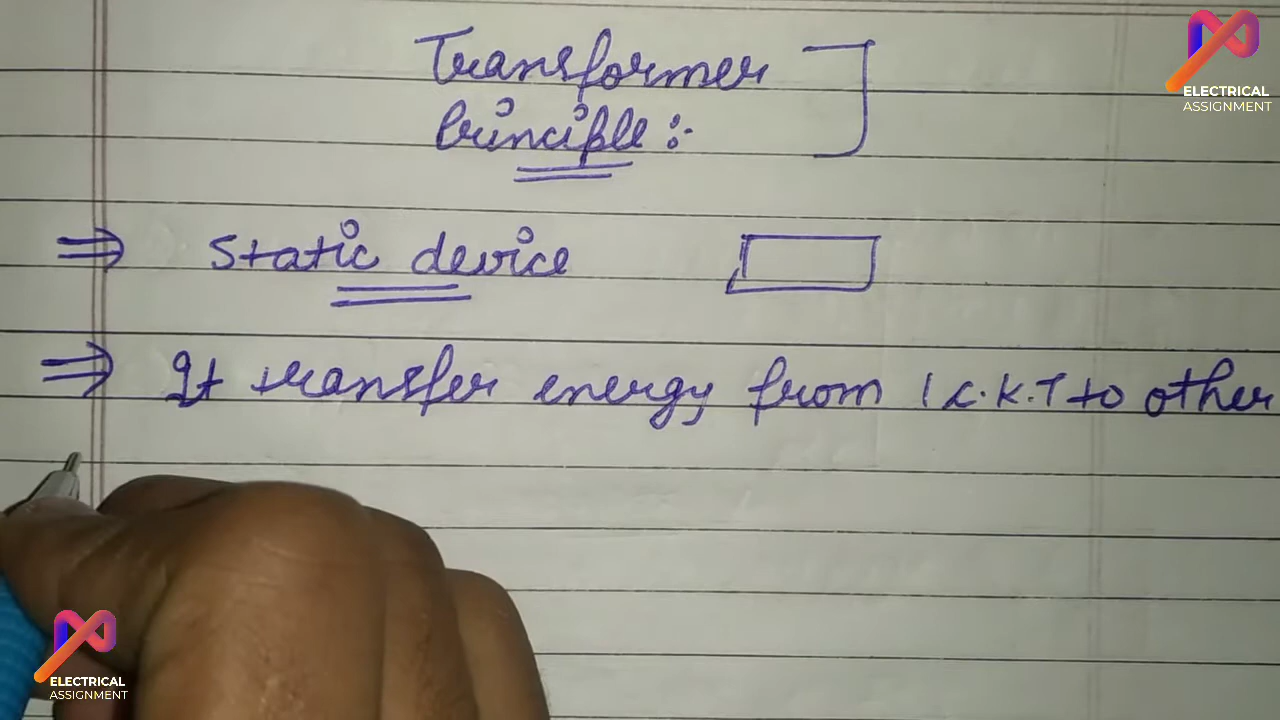 Transformer
Principle :-
ELECTRICAL
ASSIGNMENT
⇒ Static device
⇒ It transfer energy from 1 C.K.T to other
ELECTRICAL
ASSIGNMENT